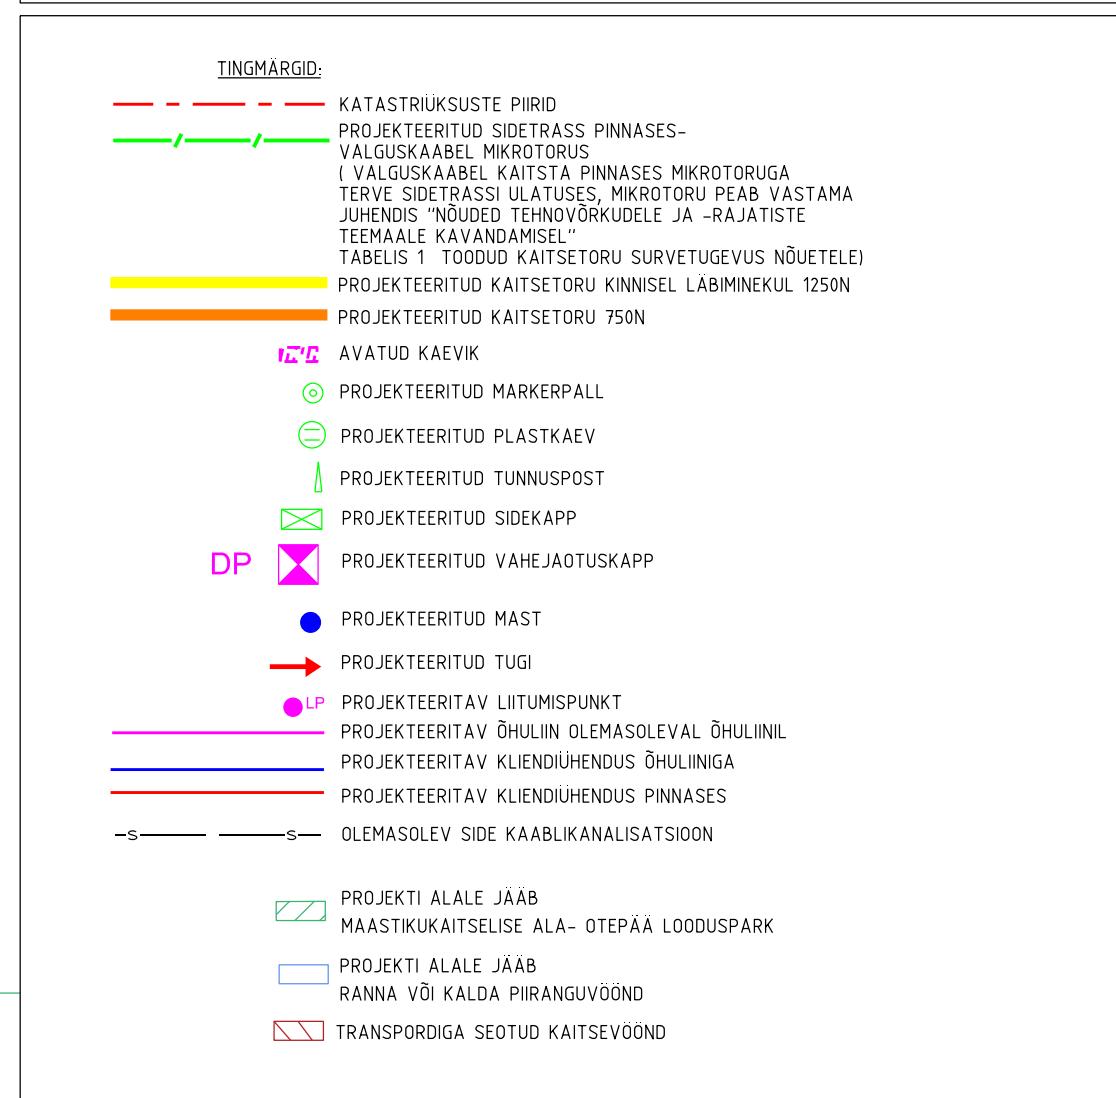 TINGMÄRGID:
KATASTRIÜKSUSTE PIIRID
PROJEKTEERITUD SIDETRASS PINNASES-
VALGUSKAABEL MIKROTORUS
( VALGUSKAABEL KAITSTA PINNASES MIKROTORUGA
TERVE SIDETRASSI ULATUSES, MIKROTORU PEAB VASTAMA
JUHENDIS "NÕUDED TEHNOVÕRKUDELE JA -RAJATISTE
TEEMAALE KAVANDAMISEL"
TABELIS 1 TOODUD KAITSETORU SURVETUGEVUS NÕUETELE)
PROJEKTEERITUD KAITSETORU KINNISEL LÄBIMINEKUL 1250N
PROJEKTEERITUD KAITSETORU 750N
AVATUD KAEVIK
PROJEKTEERITUD MARKERPALL
PROJEKTEERITUD PLASTKAEV
PROJEKTEERITUD TUNNUSPOST
PROJEKTEERITUD SIDEKAPP
DP PROJEKTEERITUD VAHEJAOTUSKAPP
PROJEKTEERITUD MAST
PROJEKTEERITUD TUGI
LP PROJEKTEERITAV LIITUMISPUNKT
PROJEKTEERITAV ÕHULIIN OLEMASOLEVAL ÕHULIINIL
PROJEKTEERITAV KLIENDIÜHENDUS ÕHULIINIGA
PROJEKTEERITAV KLIENDIÜHENDUS PINNASES
S S OLEMASOLEV SIDE KAABLIKANALISATSIOON
PROJEKTI ALALE JÄÄB
MAASTIKUKAITSELISE ALA- OTEPÄÄ LOODUSPARK
PROJEKTI ALALE JÄÄB
RANNA VÕI KALDA PIIRANGUVÖÖND
TRANSPORDIGA SEOTUD KAITSEVÖÖND